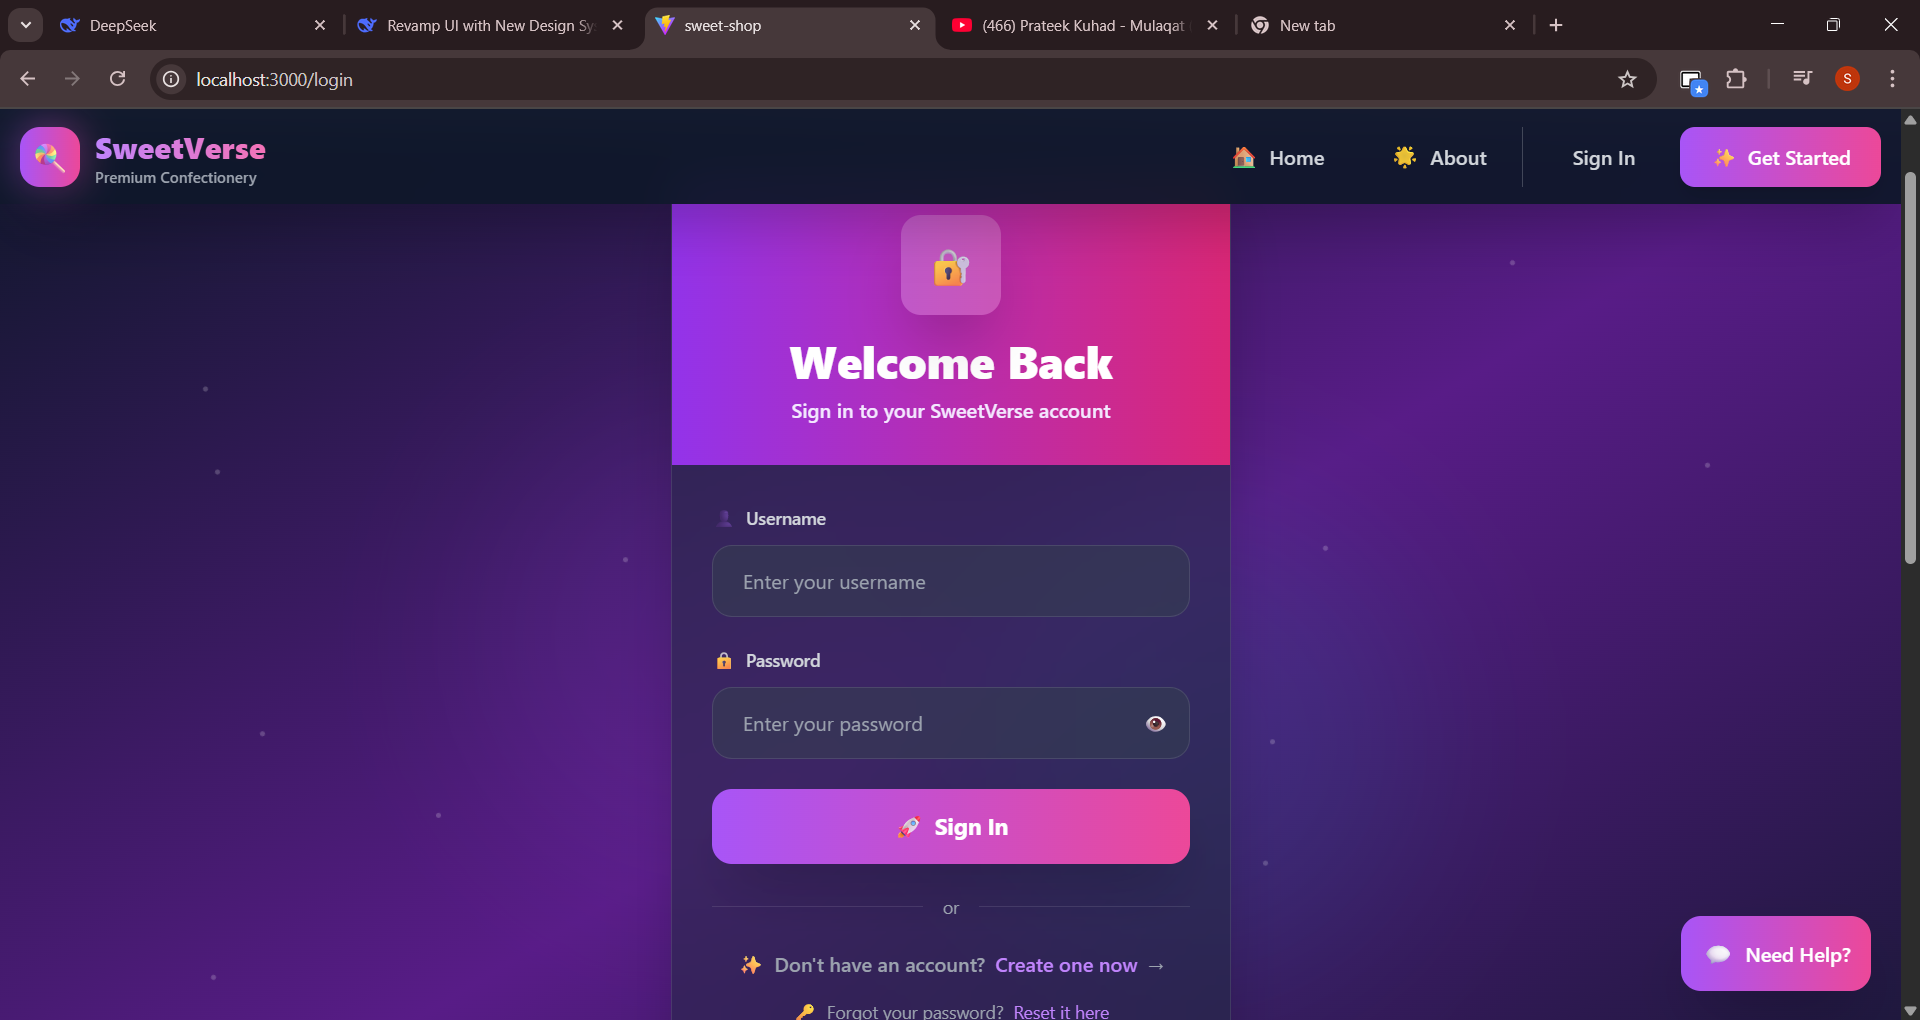 DeepSeek
Revamp UI with New Design Sy
sweet-shop
(466) Prateek Kuhad - Mulaqat
New tab
localhost:3000/login
S
SweetVerse
Premium Confectionery
Home
About
Sign In
Get Started
Welcome Back
Sign in to your SweetVerse account
Username
Enter your username
Password
Enter your password
Sign In
or
Don't have an account? Create one now →
Forgot your password? Reset it here
Need Help?